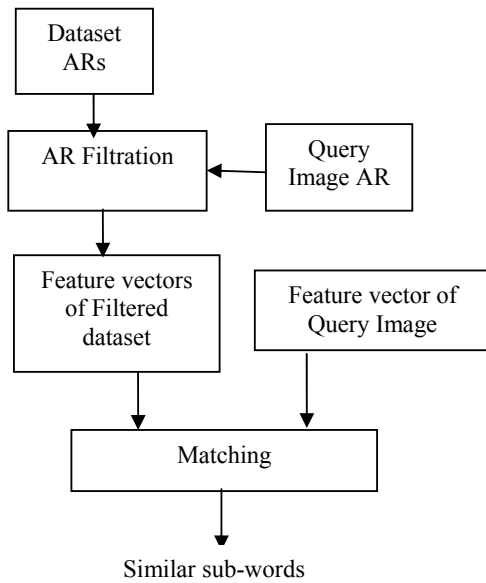 Dataset
ARs
AR Filtration
Query
Image AR
Feature vectors
of Filtered
dataset
Feature vector of
Query Image
Matching
Similar sub-words